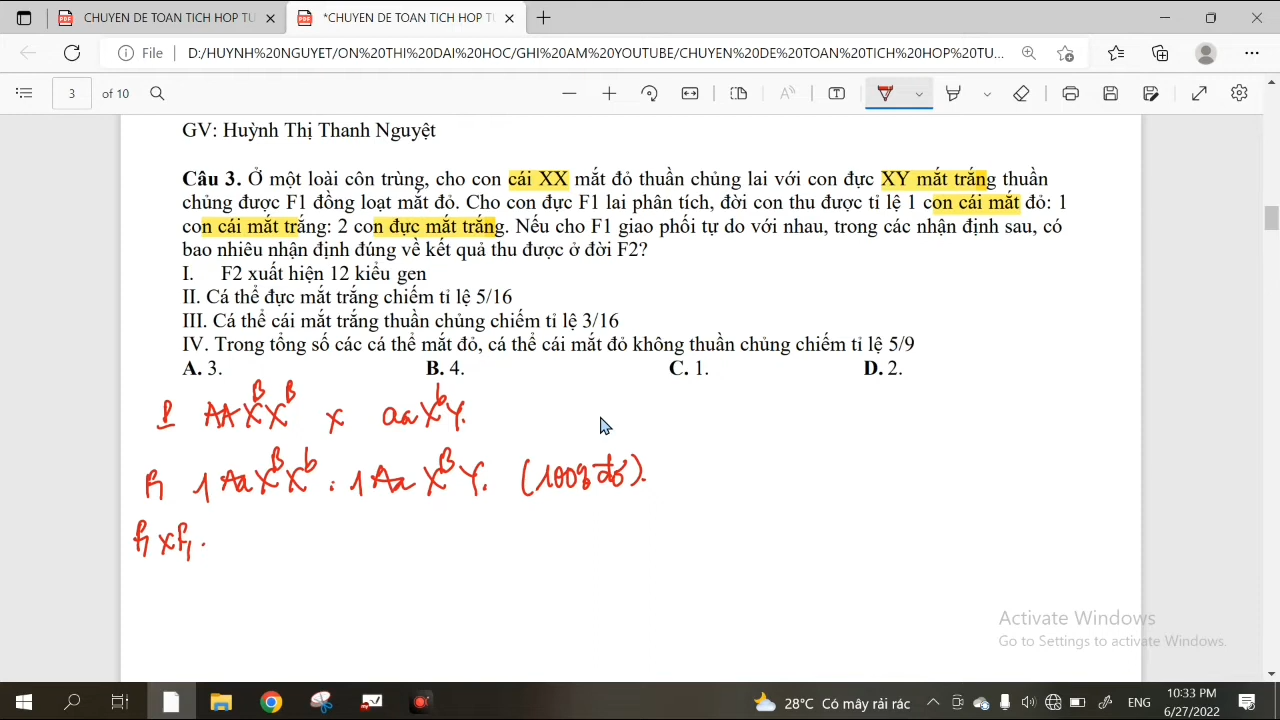 CHUYEN DE TOAN TICH HOP TU
*CHUYEN DE TOAN TICH HOP TU
File D:/HUYNH%20NGUYET/ON%20THI%20DAI%20HOC/GHI%20AM%20YOUTUBE/CHUYEN%20DE%20TOAN%20TICH%20HOP%20TU...
3 of 10
GV: Huỳnh Thị Thanh Nguyệt
Câu 3. Ở một loài côn trùng, cho con cái XX mắt đỏ thuần chủng lai với con đực XY mắt trắng thuần
chủng được F1 đồng loạt mắt đỏ. Cho con đực F1 lai phân tích, đời con thu được tỉ lệ 1 con cái mắt đỏ: 1
con cái mắt trắng: 2 con đực mắt trắng. Nếu cho F1 giao phối tự do với nhau, trong các nhận định sau, có
bao nhiêu nhận định đúng về kết quả thu được ở đời F2?
I. F2 xuất hiện 12 kiểu gen
II. Cá thể đực mắt trắng chiếm tỉ lệ 5/16
III. Cá thể cái mắt trắng thuần chủng chiếm tỉ lệ 3/16
IV. Trong tổng số các cá thể mắt đỏ, cá thể cái mắt đỏ không thuần chủng chiếm tỉ lệ 5/9
A. 3. B. 4. C. 1. D. 2.
P AAX^BX^B x aaX^bY.
F1 1AaX^BX^b : 1AaX^BY. (100% đỏ).
F1 x F1.
Activate Windows
Go to Settings to activate Windows.
28°C Có mây rải rác ENG 10:33 PM
6/27/2022